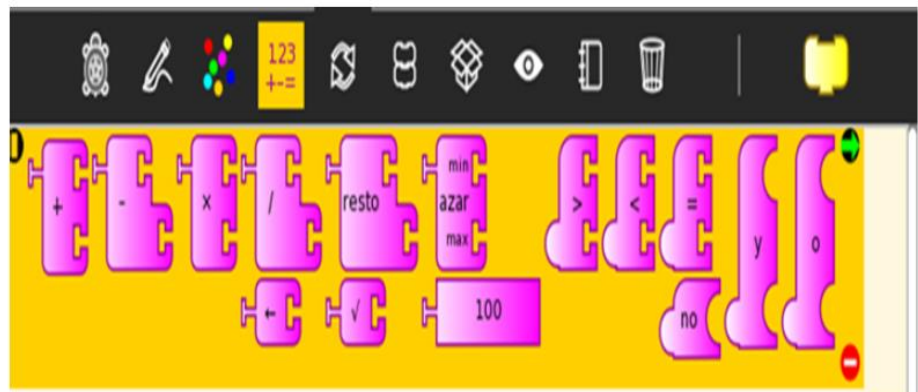 123
+-=
+ - × / resto min azar max > < = y o
← √ 100 no